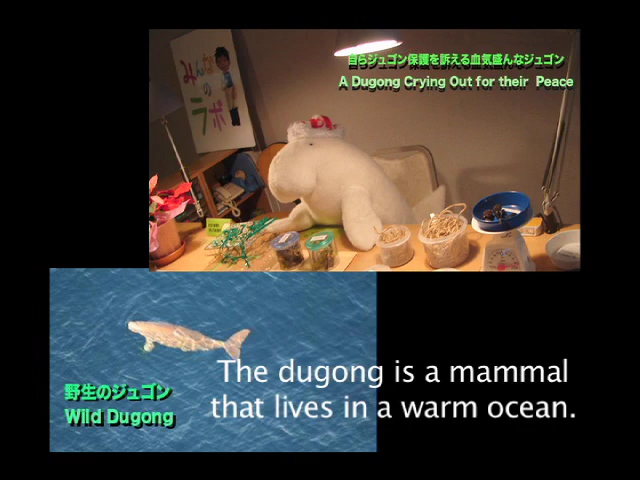 自らジュゴン保護を訴える血気盛んなジュゴン
A Dugong Crying Out for their Peace
みんな
の
ラボ
野生のジュゴン
Wild Dugong
The dugong is a mammal
that lives in a warm ocean.